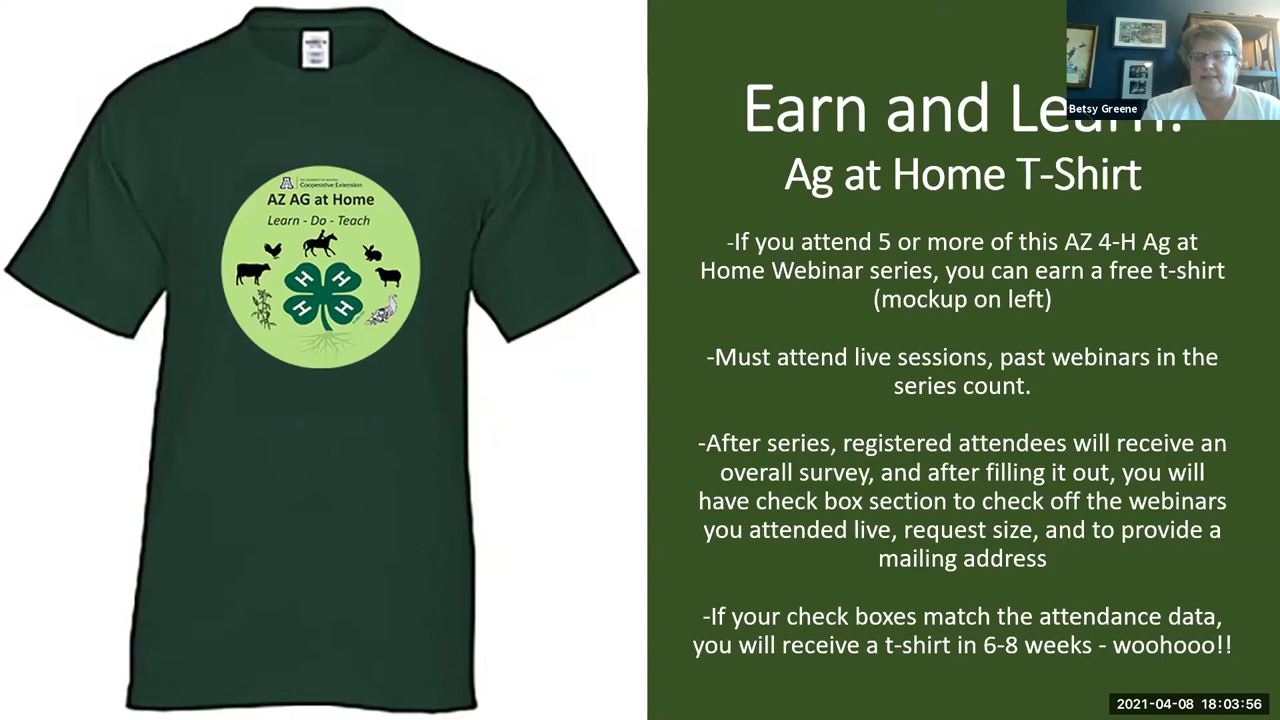 THE UNIVERSITY OF ARIZONA
Cooperative Extension
AZ AG at Home
Learn - Do - Teach
H H
H H
Earn and Learn!
Betsy Greene
Ag at Home T-Shirt
-If you attend 5 or more of this AZ 4-H Ag at
Home Webinar series, you can earn a free t-shirt
(mockup on left)
-Must attend live sessions, past webinars in the
series count.
-After series, registered attendees will receive an
overall survey, and after filling it out, you will
have check box section to check off the webinars
you attended live, request size, and to provide a
mailing address
-If your check boxes match the attendance data,
you will receive a t-shirt in 6-8 weeks - woohooo!!
2021-04-08 18:03:56